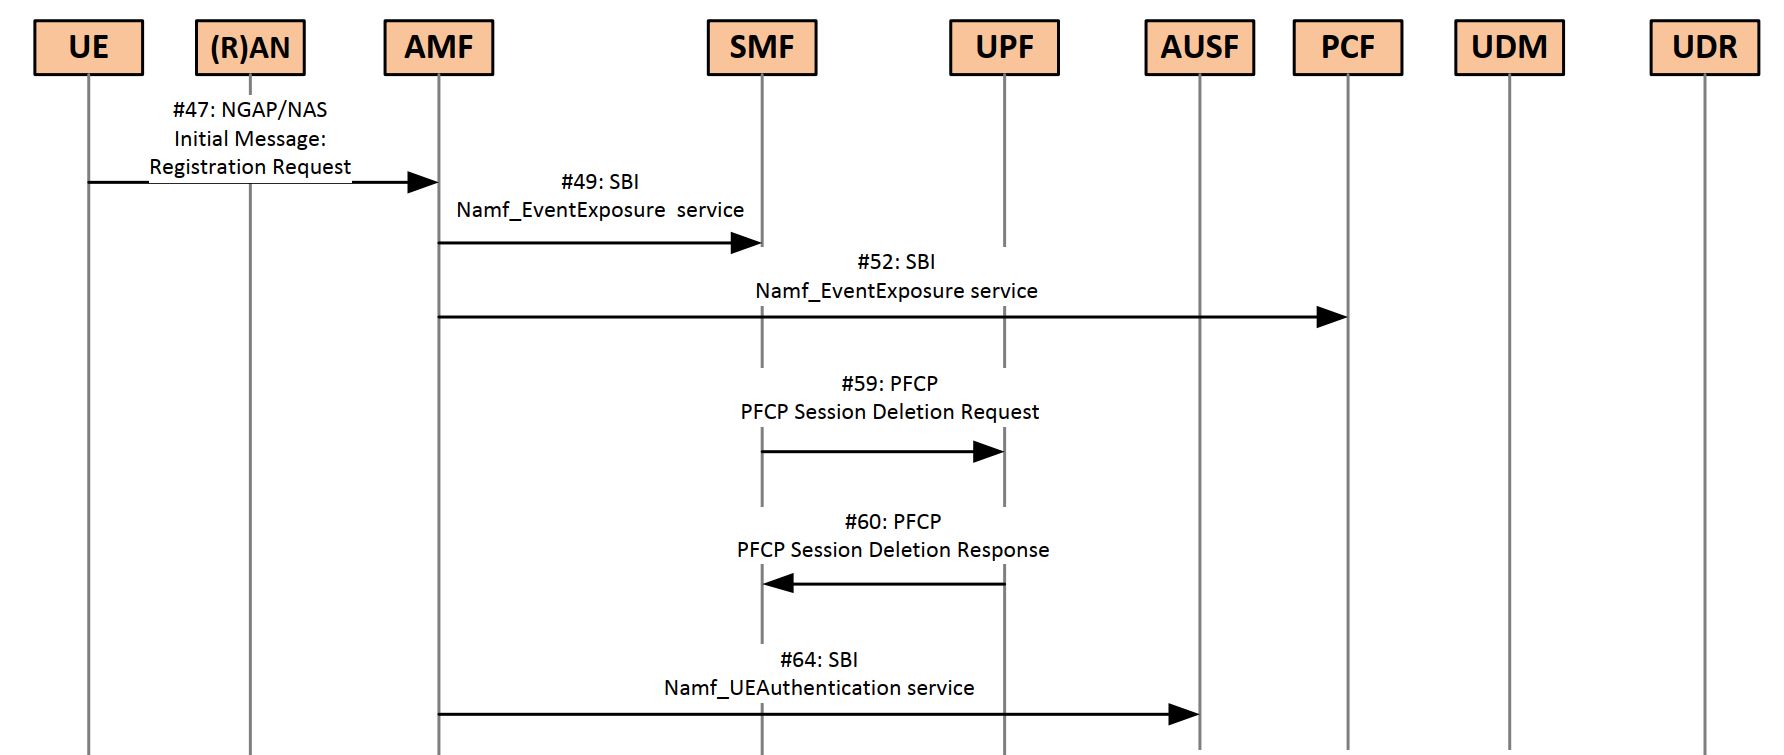 UE
(R)AN
AMF
SMF
UPF
AUSF
PCF
UDM
UDR
#47: NGAP/NAS
Initial Message:
Registration Request
#49: SBI
Namf_EventExposure service
#52: SBI
Namf_EventExposure service
#59: PFCP
PFCP Session Deletion Request
#60: PFCP
PFCP Session Deletion Response
#64: SBI
Namf_UEAuthentication service